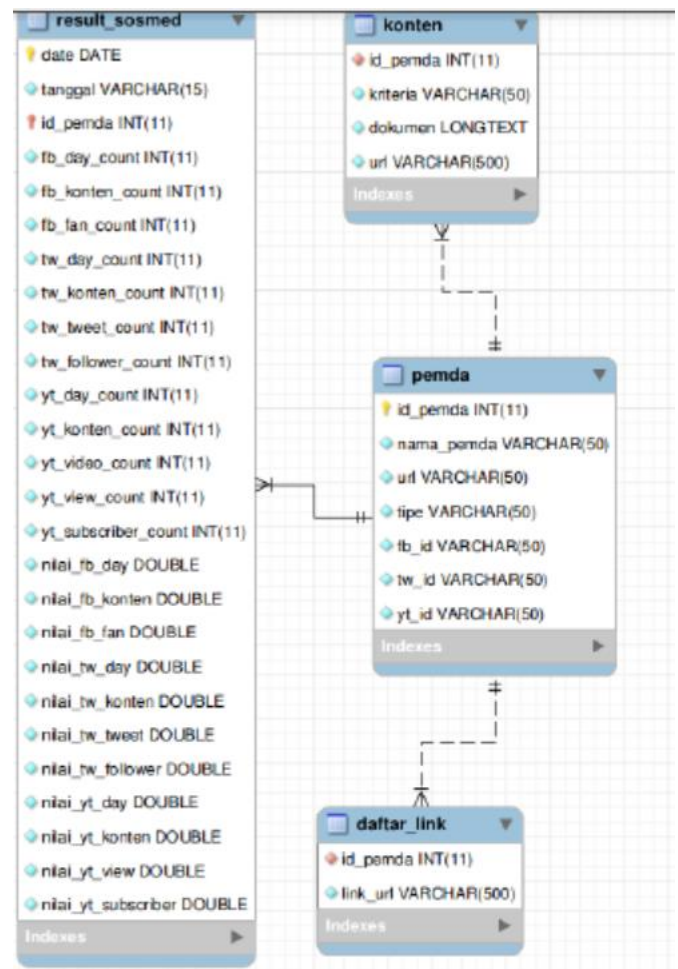 result_sosmed
date DATE
tanggal VARCHAR(15)
id_pemda INT(11)
fb_day_count INT(11)
fb_konten_count INT(11)
fb_fan_count INT(11)
tw_day_count INT(11)
tw_konten_count INT(11)
tw_tweet_count INT(11)
tw_follower_count INT(11)
yt_day_count INT(11)
yt_konten_count INT(11)
yt_video_count INT(11)
yt_view_count INT(11)
yt_subscriber_count INT(11)
nilai_fb_day DOUBLE
nilai_fb_konten DOUBLE
nilai_fb_fan DOUBLE
nilai_tw_day DOUBLE
nilai_tw_konten DOUBLE
nilai_tw_tweet DOUBLE
nilai_tw_follower DOUBLE
nilai_yt_day DOUBLE
nilai_yt_konten DOUBLE
nilai_yt_view DOUBLE
nilai_yt_subscriber DOUBLE
Indexes
konten
id_pemda INT(11)
kriteria VARCHAR(50)
dokumen LONGTEXT
url VARCHAR(500)
Indexes
pemda
id_pemda INT(11)
nama_pemda VARCHAR(50)
url VARCHAR(50)
tipe VARCHAR(50)
fb_id VARCHAR(50)
tw_id VARCHAR(50)
yt_id VARCHAR(50)
Indexes
daftar_link
id_pemda INT(11)
link_url VARCHAR(500)
Indexes